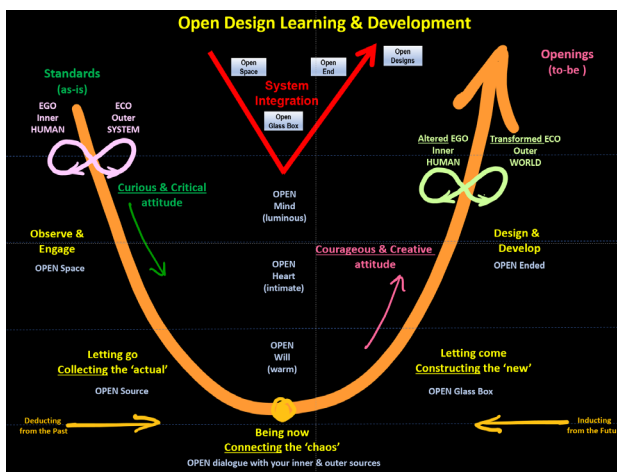 Open Design Learning & Development
Standards
(as-is)
Open
Space
Open
End
Open
Designs
Openings
(to-be )
System
Integration
Open
Glass Box
EGO
Inner
HUMAN
ECO
Outer
SYSTEM
Altered EGO
Inner
HUMAN
Transformed ECO
Outer
WORLD
Curious & Critical
attitude
OPEN
Mind
(luminous)
Observe &
Engage
OPEN Space
Courageous & Creative
attitude
Design &
Develop
OPEN Ended
OPEN
Heart
(intimate)
OPEN
Will
(warm)
Letting go
Collecting the ‘actual’
OPEN Source
Letting come
Constructing the ‘new’
OPEN Glass Box
Deducting
from the Past
Being now
Connecting the ‘chaos’
OPEN dialogue with your inner & outer sources
Inducting
from the Futu